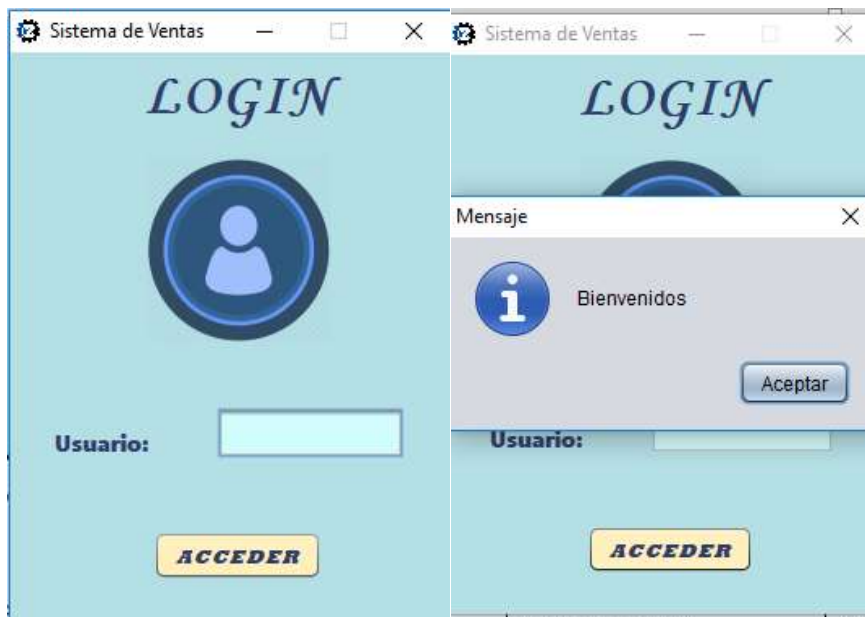 Sistema de Ventas
LOGIN
Usuario:
ACCEDER
Sistema de Ventas
LOGIN
Mensaje
Bienvenidos
Aceptar
Usuario:
ACCEDER